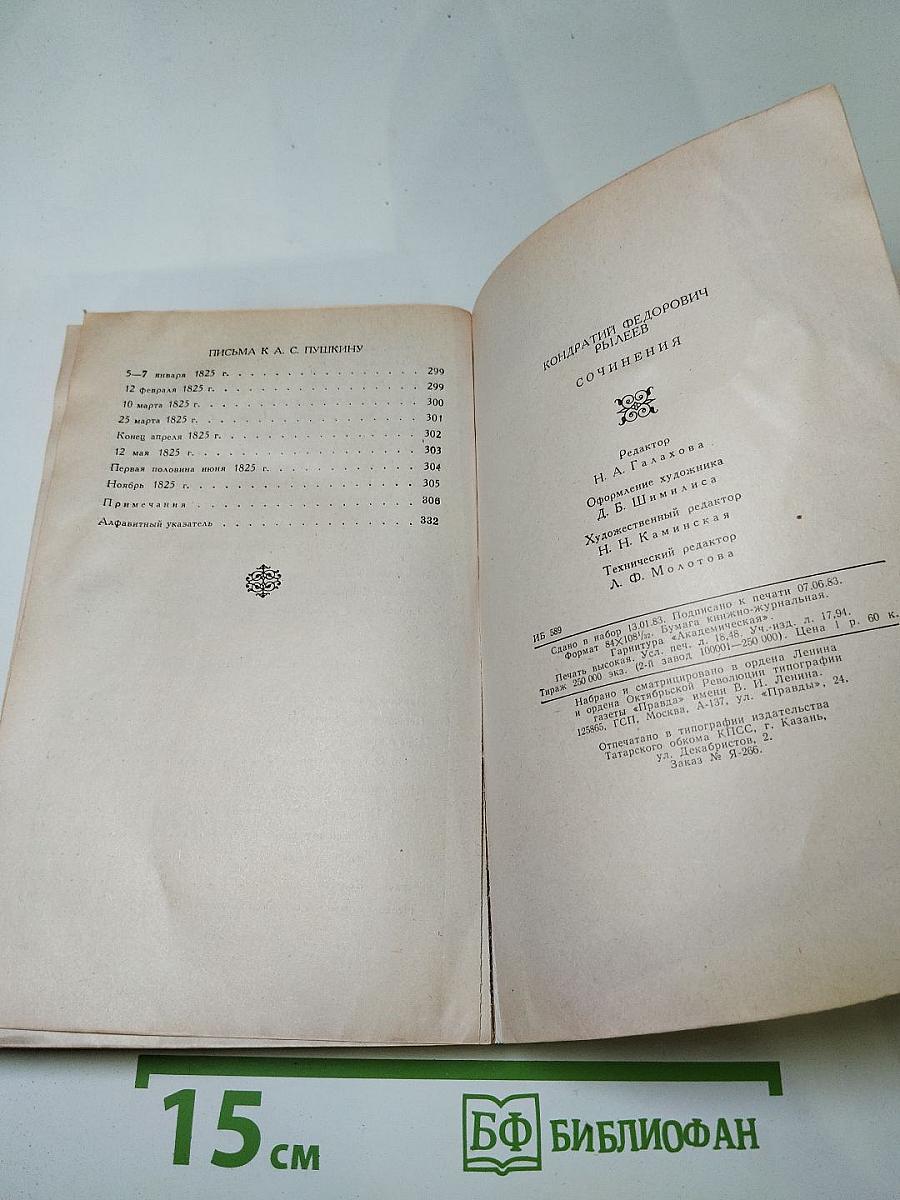 ПИСЬМА К А. С. ПУШКИНУ
5—7 января 1825 г. . . . . . . . . . . . . . . 299
12 февраля 1825 г. . . . . . . . . . . . . . . 299
10 марта 1825 г. . . . . . . . . . . . . . . . 300
25 марта 1825 г. . . . . . . . . . . . . . . . 301
Конец апреля 1825 г. . . . . . . . . . . . . . 302
12 мая 1825 г. . . . . . . . . . . . . . . . . 303
Первая половина июня 1825 г. . . . . . . . . . 304
Ноябрь 1825 г. . . . . . . . . . . . . . . . . 305
Примечания . . . . . . . . . . . . . . . . . . 306
Алфавитный указатель . . . . . . . . . . . . . 332
КОНДРАТИЙ ФЕДОРОВИЧ
РЫЛЕЕВ
СОЧИНЕНИЯ
Редактор
Н. А. Галахова
Оформление художника
Д. Б. Шимилиса
Художественный редактор
Н. Н. Каминская
Технический редактор
Л. Ф. Молотова
ИБ 589
Сдано в набор 13.01.83. Подписано к печати 07.06.83.
Формат 84×108¹/₃₂. Бумага книжно-журнальная.
Гарнитура «Академическая».
Печать высокая. Усл. печ. л. 18,48. Уч.-изд. л. 17,94.
Тираж 250 000 экз. (2-й завод 100001—250 000). Цена 1 р. 60 к.
Набрано и сматрицировано в ордена Ленина
и ордена Октябрьской Революции типографии
газеты «Правда» имени В. И. Ленина.
125865, ГСП, Москва, А-137, ул. «Правды», 24.
Отпечатано в типографии издательства
Татарского обкома КПСС, г. Казань,
ул. Декабристов, 2.
Заказ № Я-266.
15 см
БФ БИБЛИОФАН